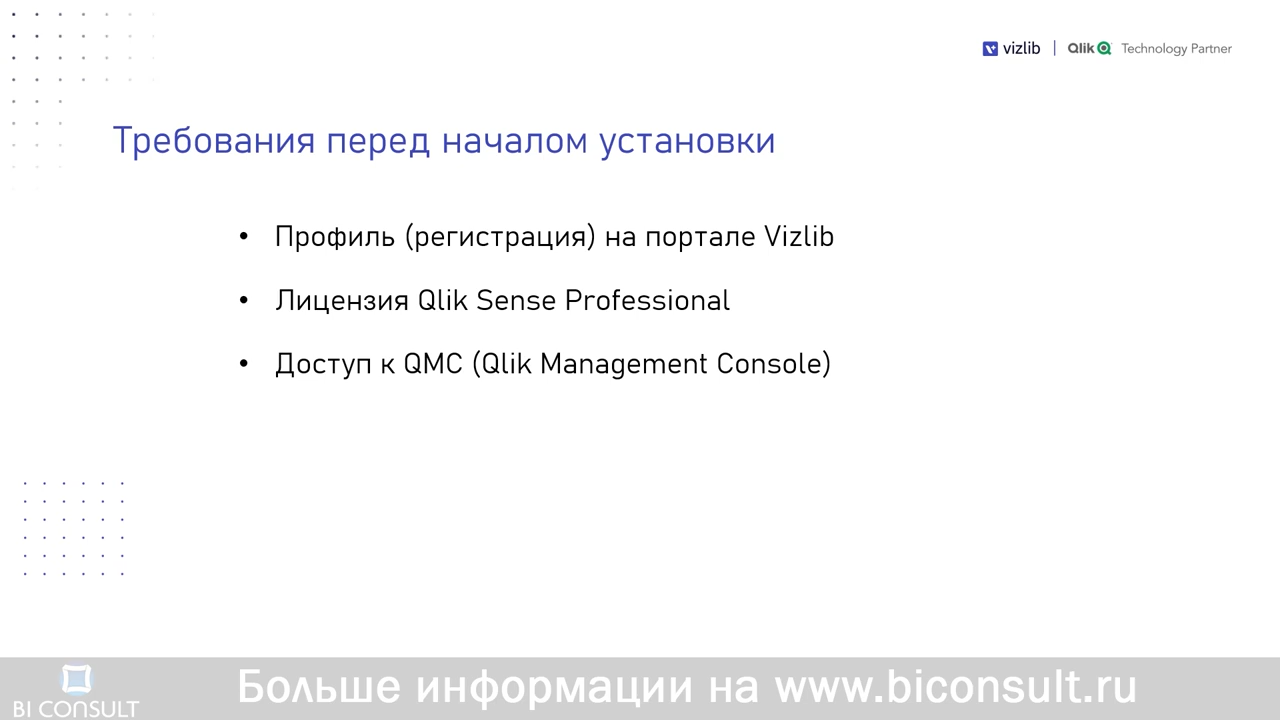 vizlib | Qlik Technology Partner
Требования перед началом установки
• Профиль (регистрация) на портале Vizlib
• Лицензия Qlik Sense Professional
• Доступ к QMC (Qlik Management Console)
BI CONSULT
Больше информации на www.biconsult.ru